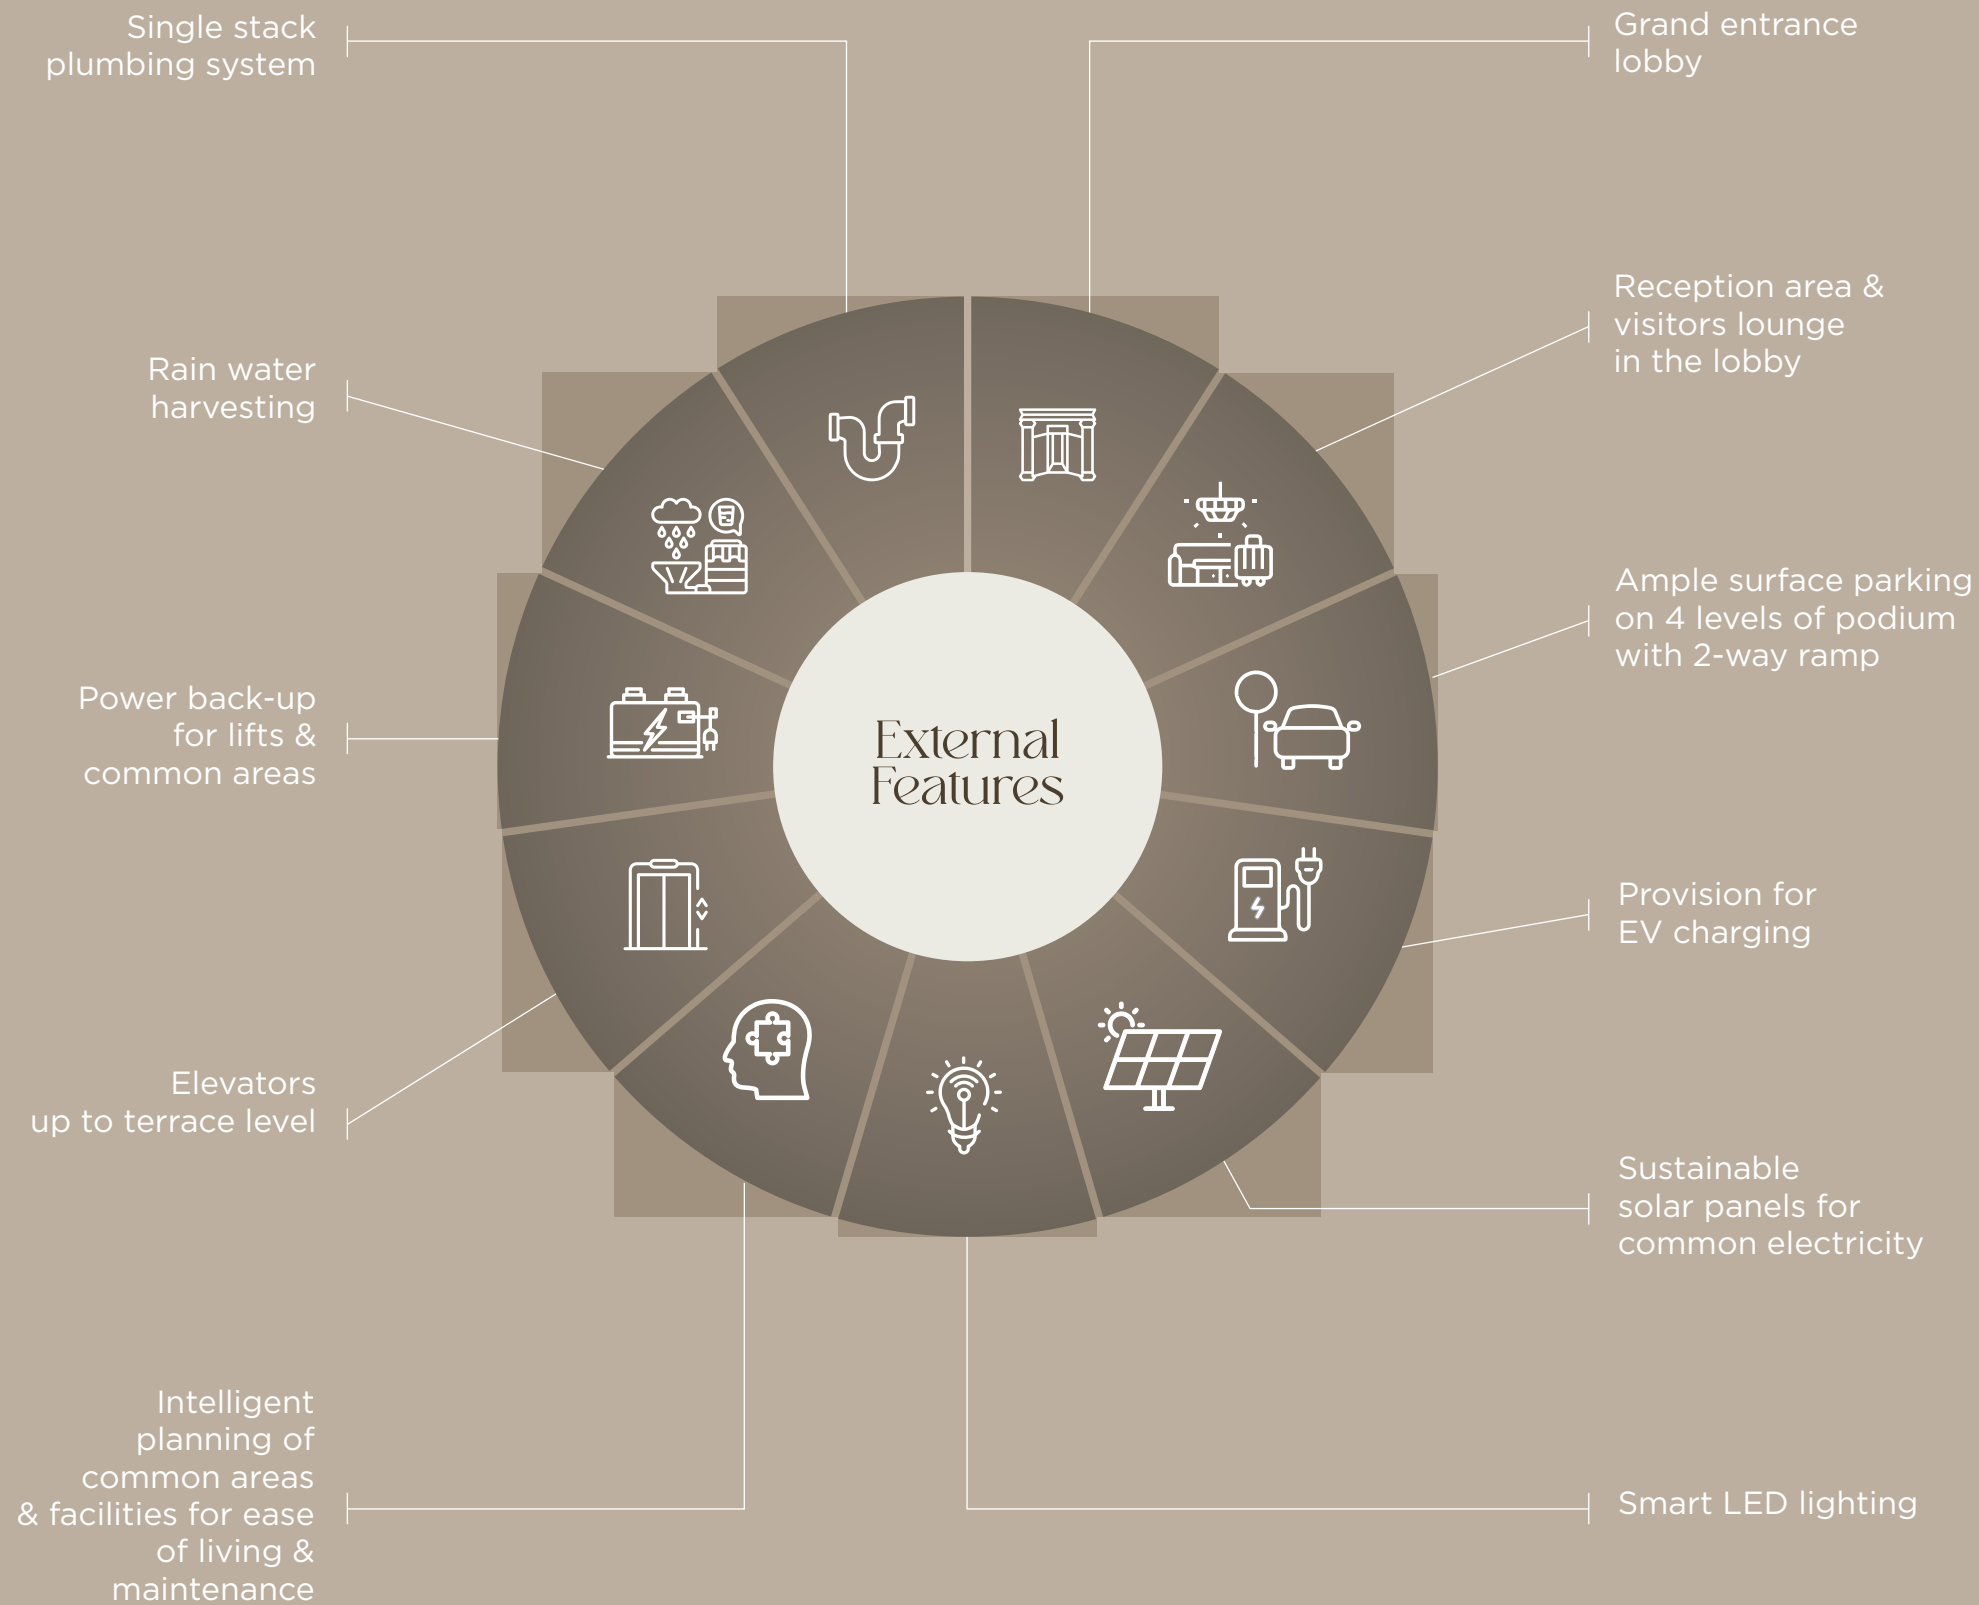 Single stack
plumbing system
Grand entrance
lobby
Reception area &
visitors lounge
in the lobby
Rain water
harvesting
Ample surface parking
on 4 levels of podium
with 2-way ramp
Power back-up
for lifts &
common areas
External
Features
Provision for
EV charging
Elevators
up to terrace level
Sustainable
solar panels for
common electricity
Intelligent
planning of
common areas
& facilities for ease
of living &
maintenance
Smart LED lighting